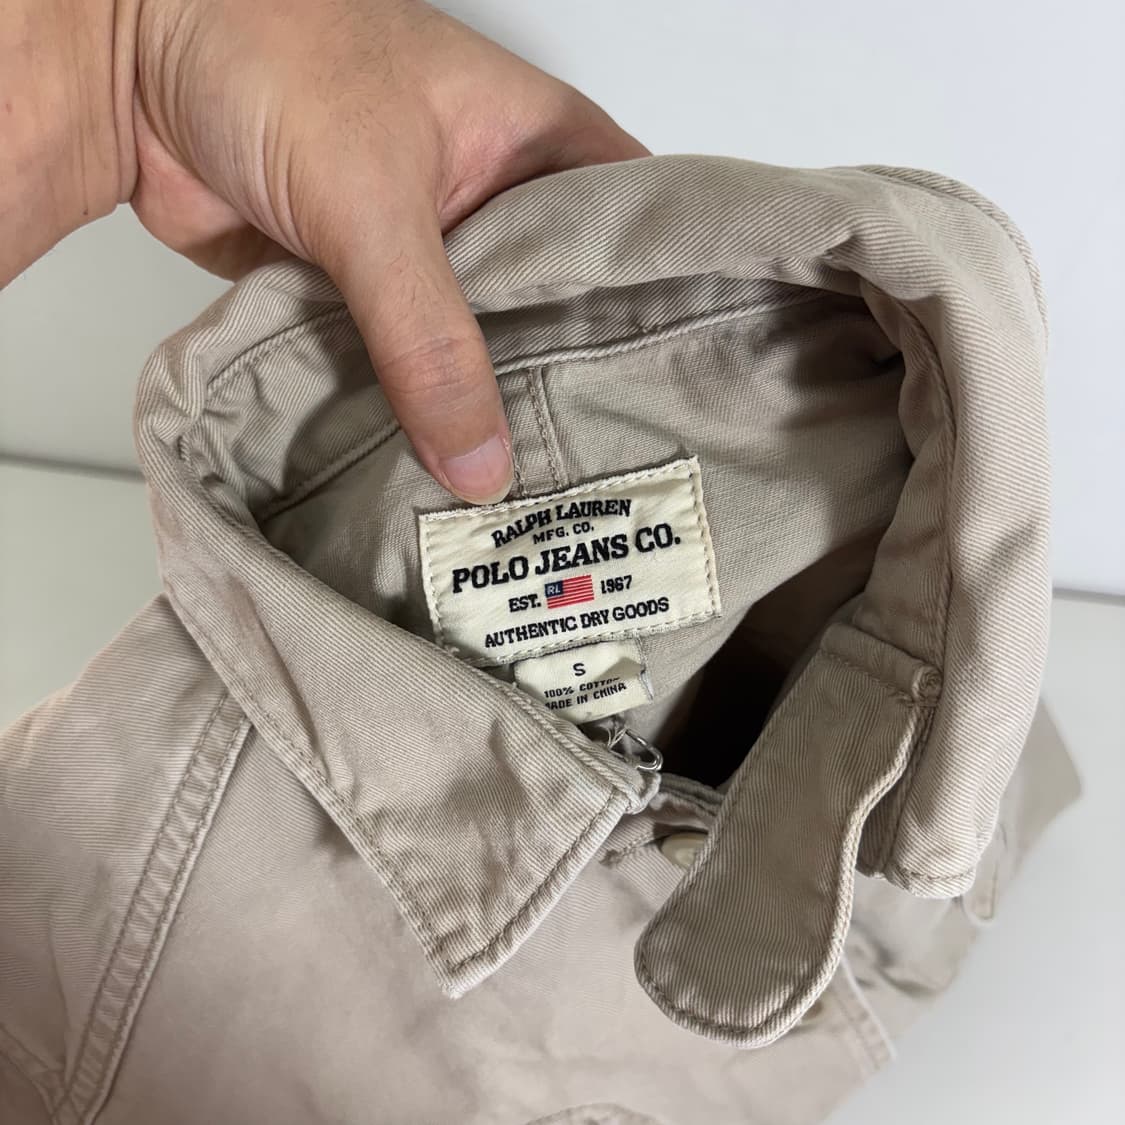 RALPH LAUREN
MFG. CO.
POLO JEANS CO.
EST. RL 1967
AUTHENTIC DRY GOODS
S
100% COTTON
MADE IN CHINA